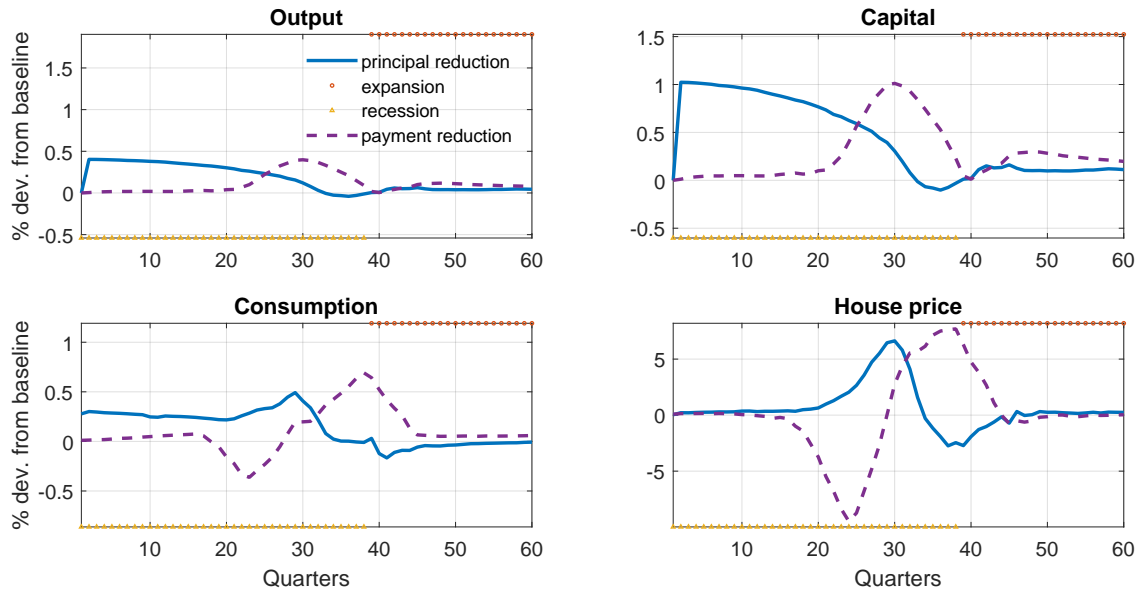 Output
% dev. from baseline
1.5
1
0.5
0
-0.5
principal reduction
expansion
recession
payment reduction
10 20 30 40 50 60
Capital
1.5
1
0.5
0
-0.5
10 20 30 40 50 60
Consumption
% dev. from baseline
1
0.5
0
-0.5
10 20 30 40 50 60
Quarters
House price
5
0
-5
10 20 30 40 50 60
Quarters